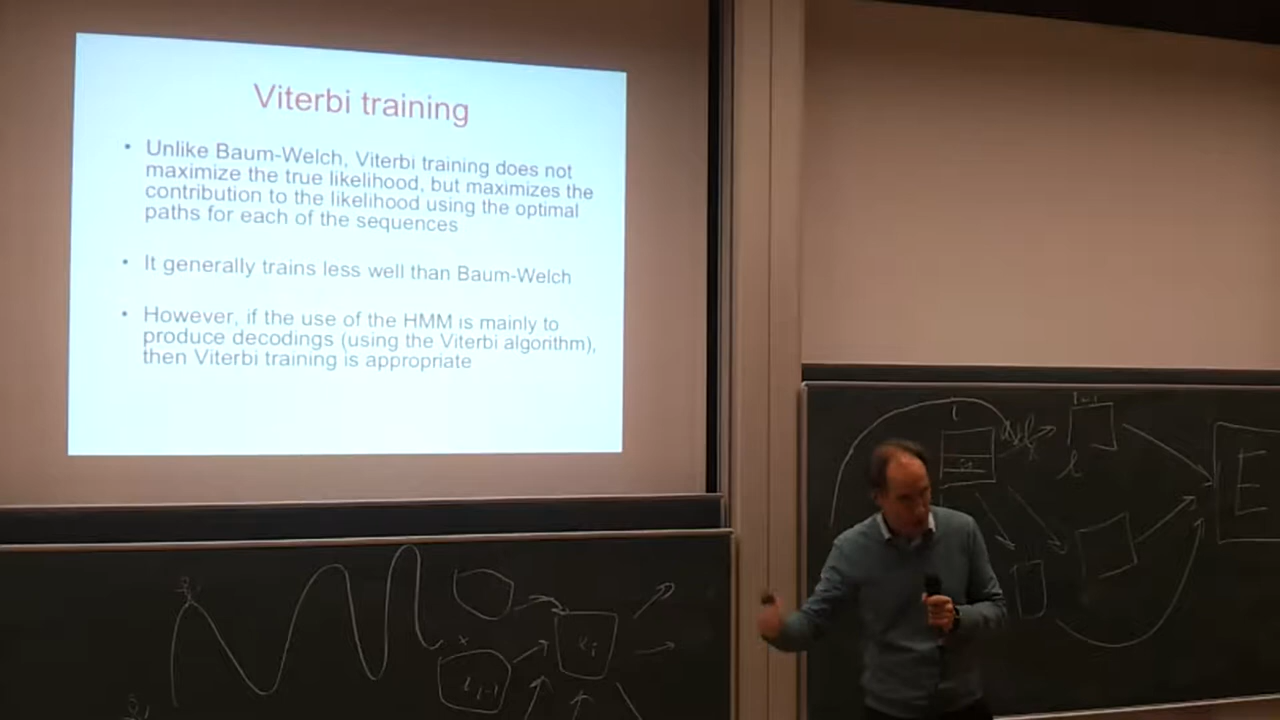 Viterbi training
• Unlike Baum-Welch, Viterbi training does not
maximize the true likelihood, but maximizes the
contribution to the likelihood using the optimal
paths for each of the sequences
• It generally trains less well than Baum-Welch
• However, if the use of the HMM is mainly to
produce decodings (using the Viterbi algorithm),
then Viterbi training is appropriate
E